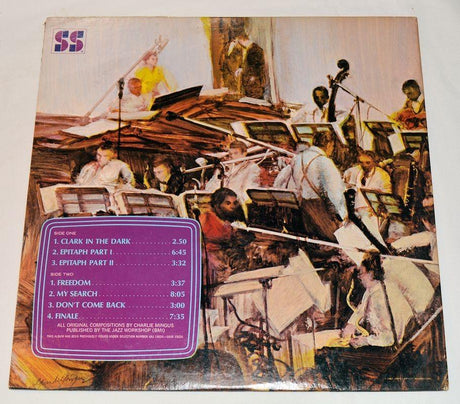 SS
SIDE ONE
1. CLARK IN THE DARK . . . . . . . . . . 2:50
2. EPITAPH PART I . . . . . . . . . . . . . 6:45
3. EPITAPH PART II . . . . . . . . . . . . 3:32
SIDE TWO
1. FREEDOM . . . . . . . . . . . . . . . . . . 3:37
2. MY SEARCH . . . . . . . . . . . . . . . . 8:05
3. DON'T COME BACK . . . . . . . . . . . 3:00
4. FINALE . . . . . . . . . . . . . . . . . . . . 7:35
ALL ORIGINAL COMPOSITIONS BY CHARLIE MINGUS
PUBLISHED BY THE JAZZ WORKSHOP (BMI)